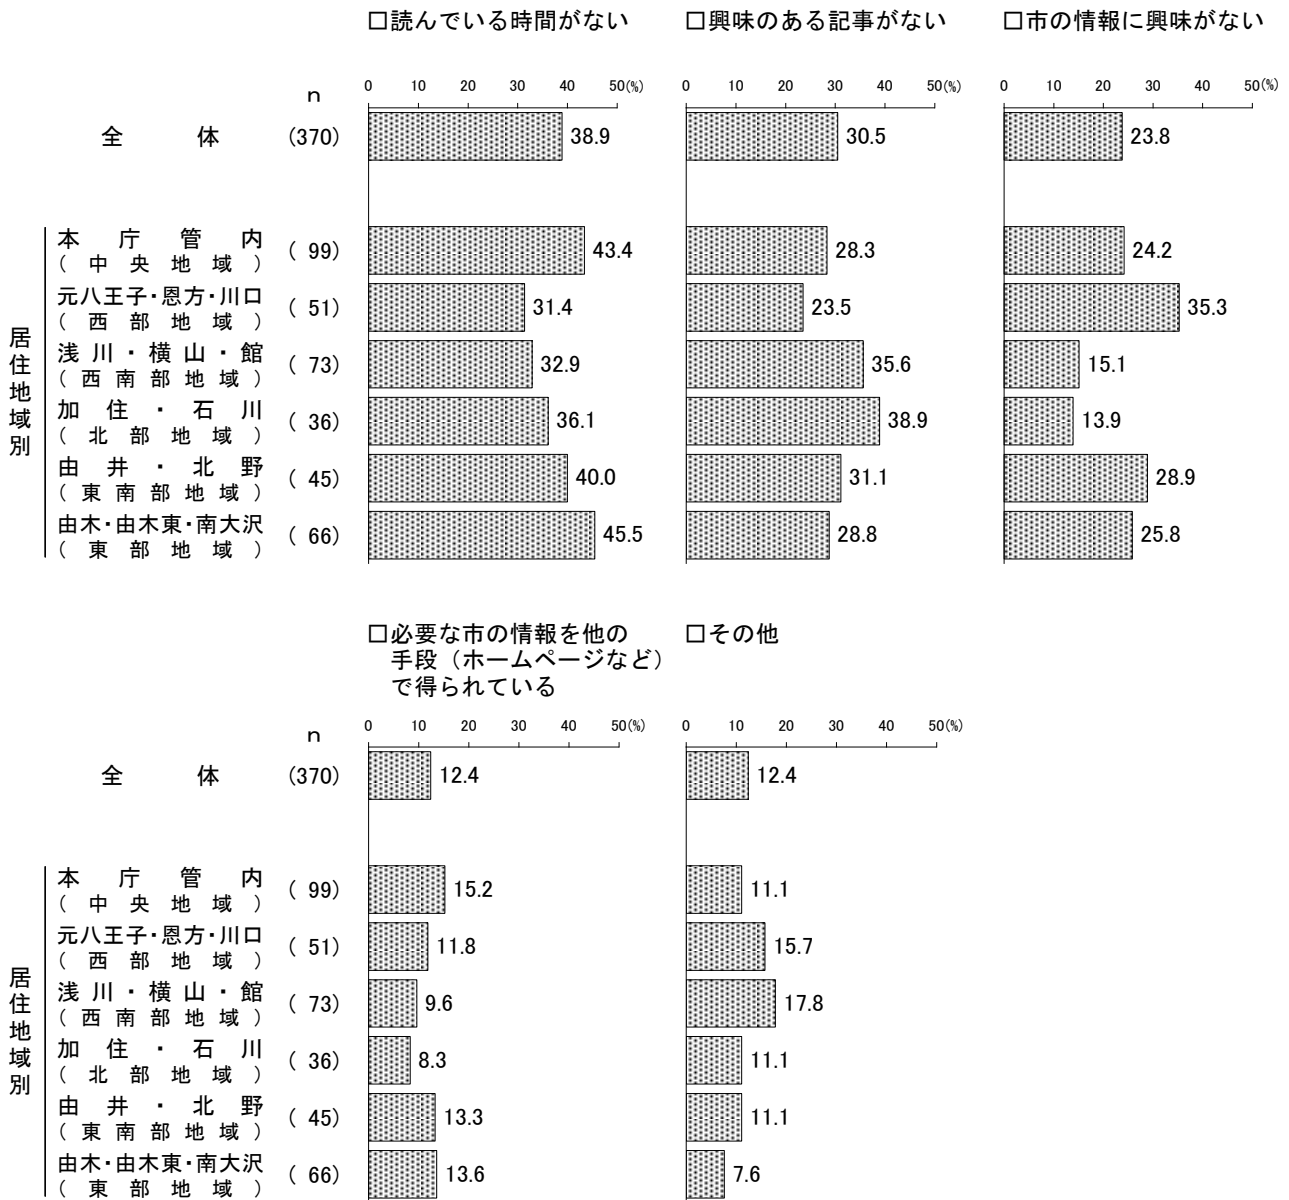 □読んでいる時間がない □興味のある記事がない □市の情報に興味がない
n 0 10 20 30 40 50(%) 0 10 20 30 40 50(%) 0 10 20 30 40 50(%)
全体 (370) 38.9 30.5 23.8
居住地域別
本庁管内
(中央地域) ( 99) 43.4 28.3 24.2
元八王子・恩方・川口
(西部地域) ( 51) 31.4 23.5 35.3
浅川・横山・館
(西南部地域) ( 73) 32.9 35.6 15.1
加住・石川
(北部地域) ( 36) 36.1 38.9 13.9
由井・北野
(東南部地域) ( 45) 40.0 31.1 28.9
由木・由木東・南大沢
(東部地域) ( 66) 45.5 28.8 25.8
□必要な市の情報を他の □その他
手段(ホームページなど)
で得られている
n 0 10 20 30 40 50(%) 0 10 20 30 40 50(%)
全体 (370) 12.4 12.4
居住地域別
本庁管内
(中央地域) ( 99) 15.2 11.1
元八王子・恩方・川口
(西部地域) ( 51) 11.8 15.7
浅川・横山・館
(西南部地域) ( 73) 9.6 17.8
加住・石川
(北部地域) ( 36) 8.3 11.1
由井・北野
(東南部地域) ( 45) 13.3 11.1
由木・由木東・南大沢
(東部地域) ( 66) 13.6 7.6